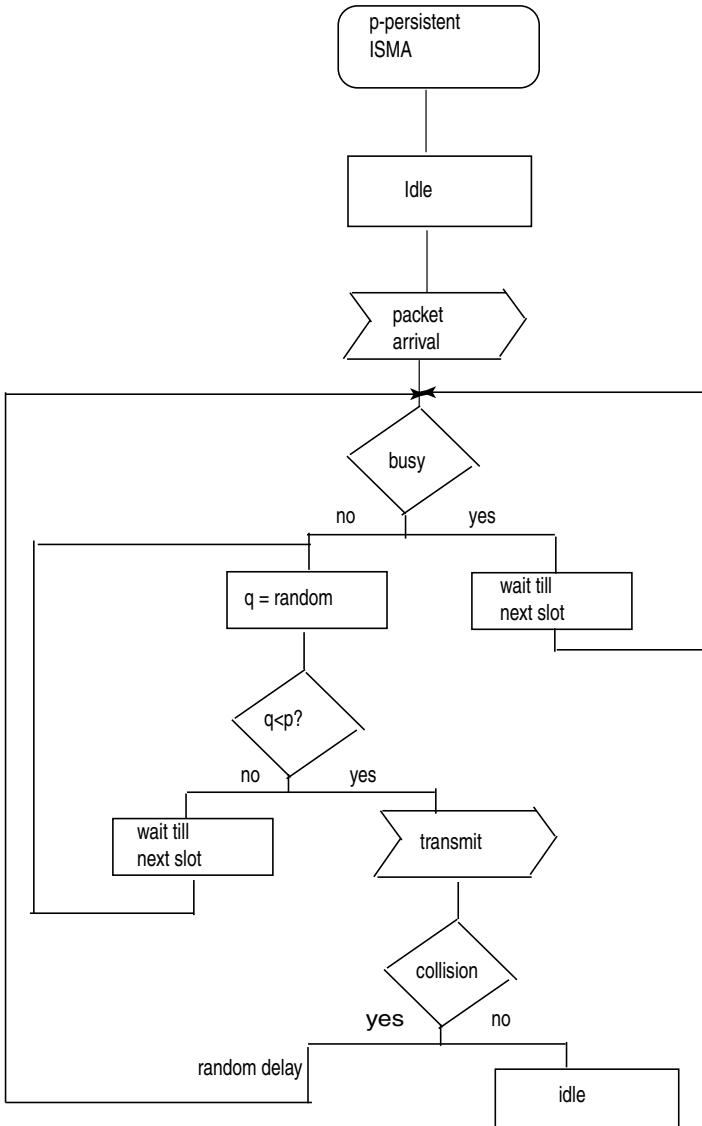 p-persistent
ISMA
Idle
packet
arrival
busy
no
yes
q = random
wait till
next slot
q<p?
no
yes
wait till
next slot
transmit
collision
yes
no
random delay
idle